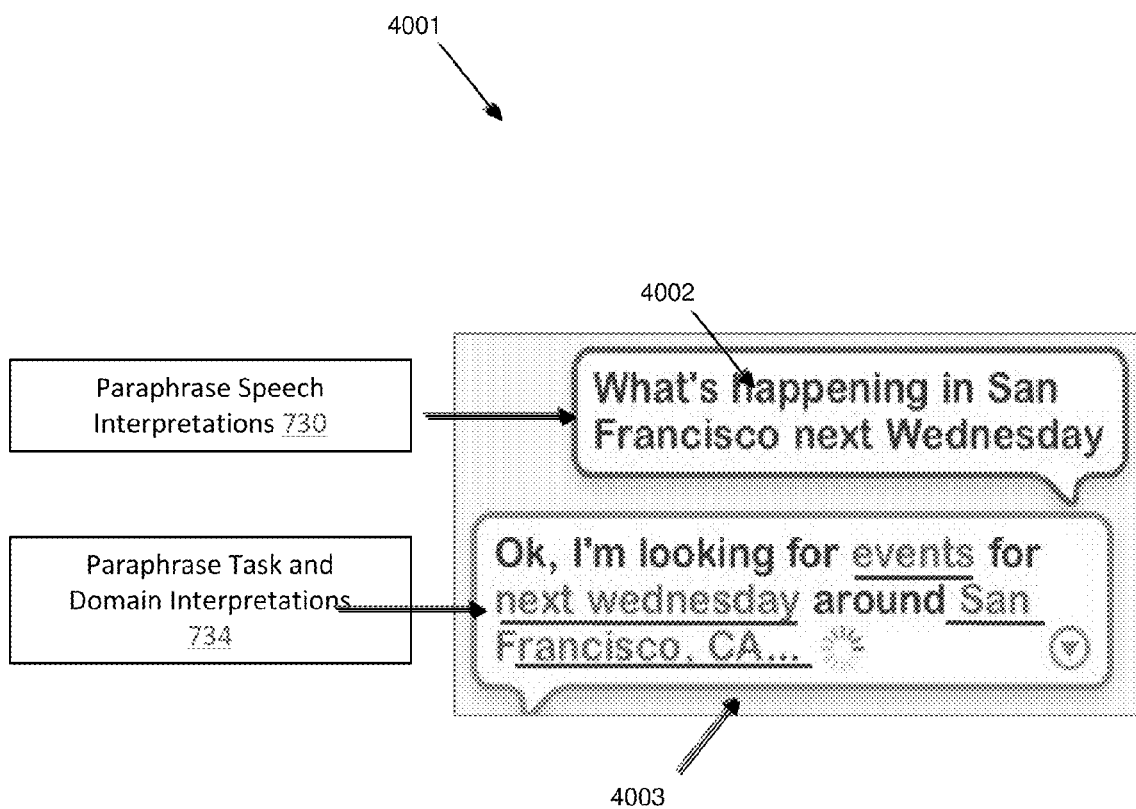 4001
4002
Paraphrase Speech
Interpretations 730
What's happening in San
Francisco next Wednesday
Paraphrase Task and
Domain Interpretations
734
Ok, I'm looking for events for
next wednesday around San
Francisco, CA...
4003